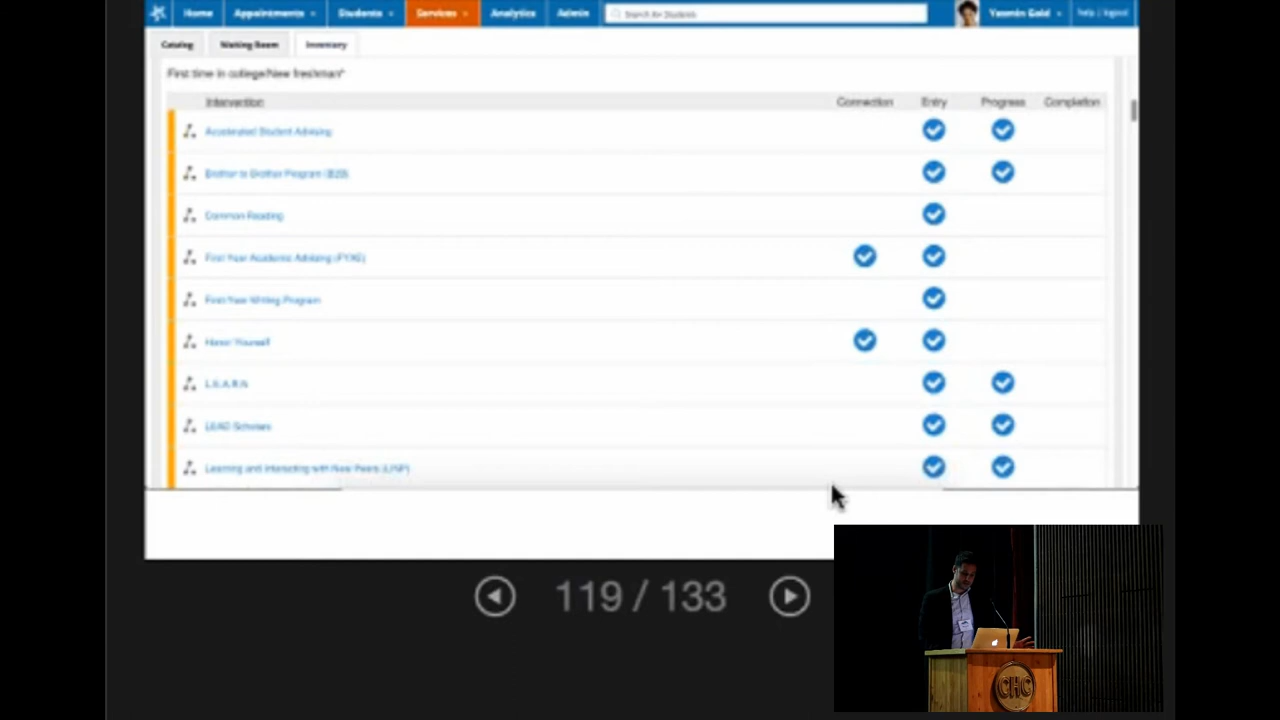 Home Appointments Students Services Analytics Admin Search for Students Yasmin Gold help | logout
Catalog Waiting Room Inventory
First time in college/New freshman*
Intervention Connection Entry Progress Completion
Accelerated Student Advising
Brother to Brother Program (B2B)
Common Reading
First Year Academic Advising (FYAE)
First-Year Writing Program
Honor Yourself
L.E.A.R.N.
LEAD Scholars
Learning and Interacting with New Peers (LINP)
119 / 133
CHC